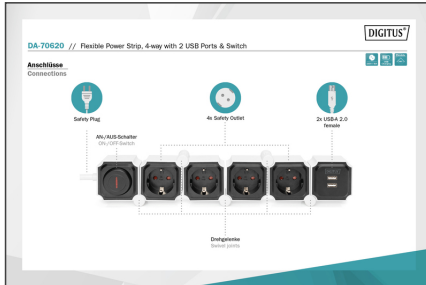 DIGITUS®
DA-70620 // Flexible Power Strip, 4-way with 2 USB Ports & Switch
Anschlüsse
Connections
Safety Plug
4x Safety Outlet
2x USB-A 2.0
female
AN-/AUS-Schalter
ON-/OFF-Switch
Drehgelenke
Swivel joints